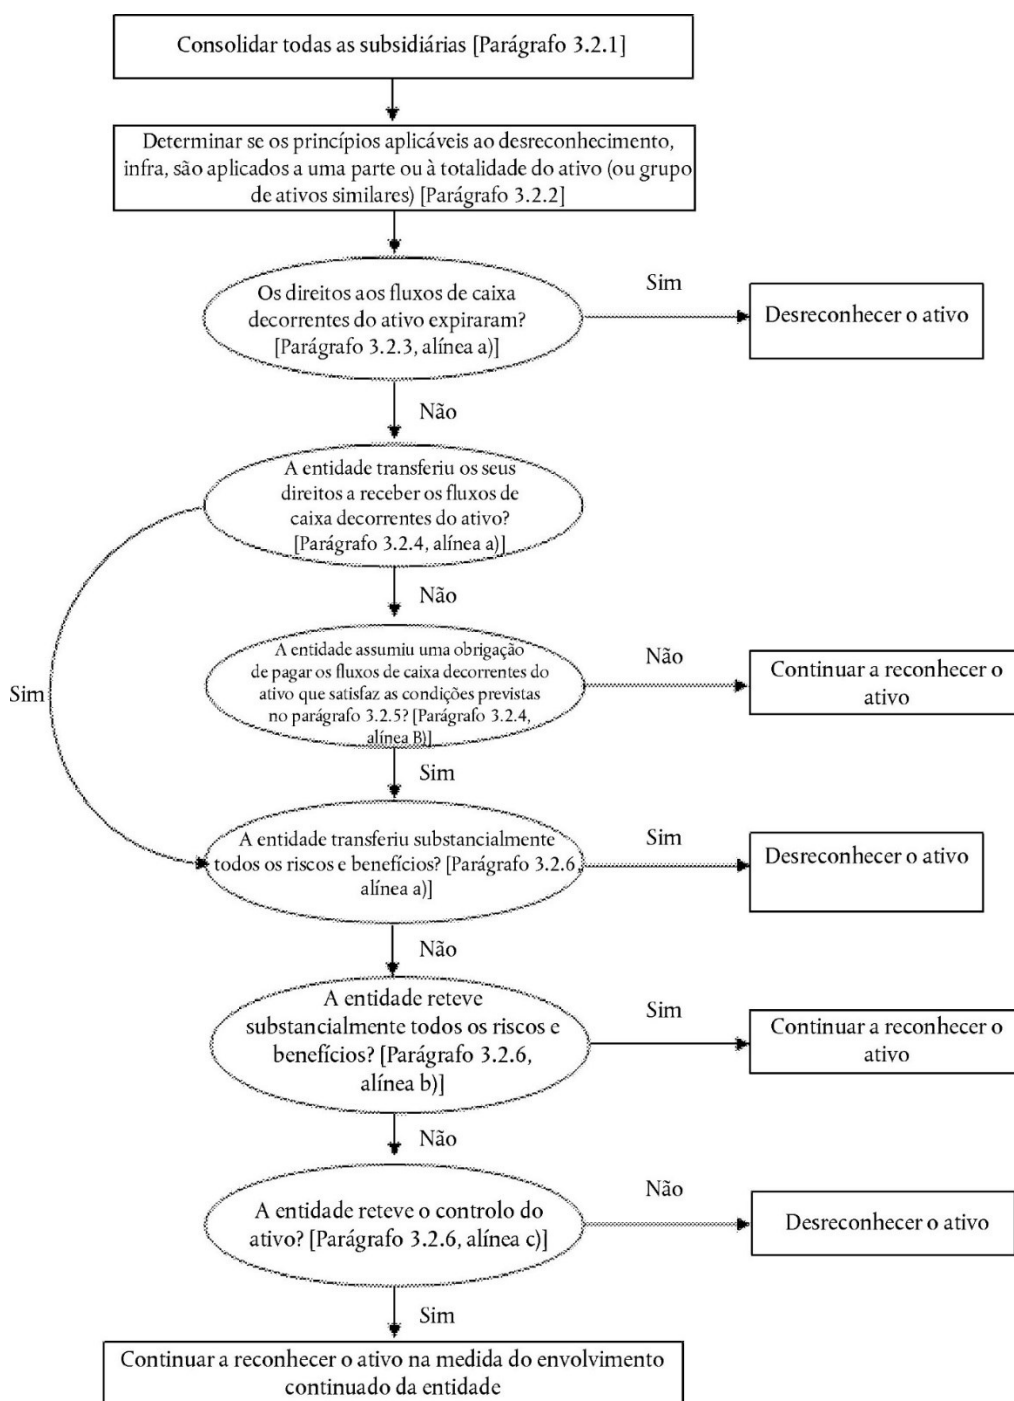 Consolidar todas as subsidiárias [Parágrafo 3.2.1]
Determinar se os princípios aplicáveis ao desreconhecimento,
infra, são aplicados a uma parte ou à totalidade do ativo (ou grupo
de ativos similares) [Parágrafo 3.2.2]
Os direitos aos fluxos de caixa
decorrentes do ativo expiraram?
[Parágrafo 3.2.3, alínea a)]
Sim
Desreconhecer o ativo
Não
A entidade transferiu os seus
direitos a receber os fluxos de
caixa decorrentes do ativo?
[Parágrafo 3.2.4, alínea a)]
Sim
Não
A entidade assumiu uma obrigação
de pagar os fluxos de caixa decorrentes do
ativo que satisfaz as condições previstas
no parágrafo 3.2.5? [Parágrafo 3.2.4,
alínea B)]
Não
Continuar a reconhecer o
ativo
Sim
A entidade transferiu substancialmente
todos os riscos e benefícios? [Parágrafo 3.2.6,
alínea a)]
Sim
Desreconhecer o ativo
Não
A entidade reteve
substancialmente todos os riscos e
benefícios? [Parágrafo 3.2.6,
alínea b)]
Sim
Continuar a reconhecer o
ativo
Não
A entidade reteve o controlo do
ativo? [Parágrafo 3.2.6, alínea c)]
Não
Desreconhecer o ativo
Sim
Continuar a reconhecer o ativo na medida do envolvimento
continuado da entidade